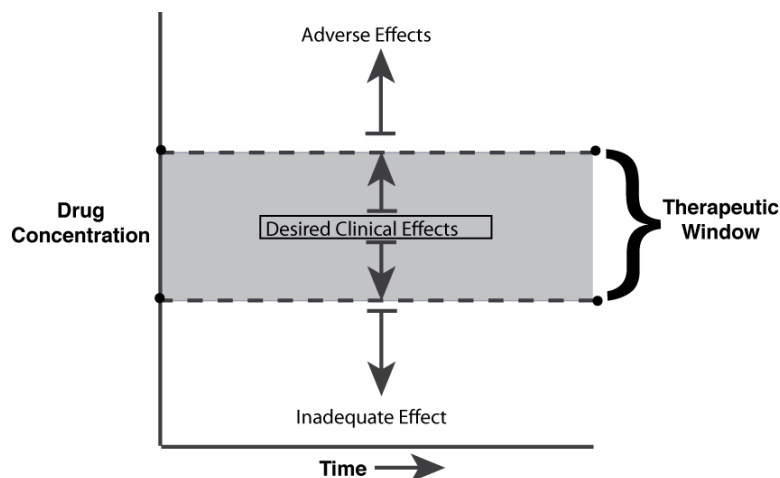 Adverse Effects
Drug
Concentration
Desired Clinical Effects
Therapeutic
Window
Inadequate Effect
Time